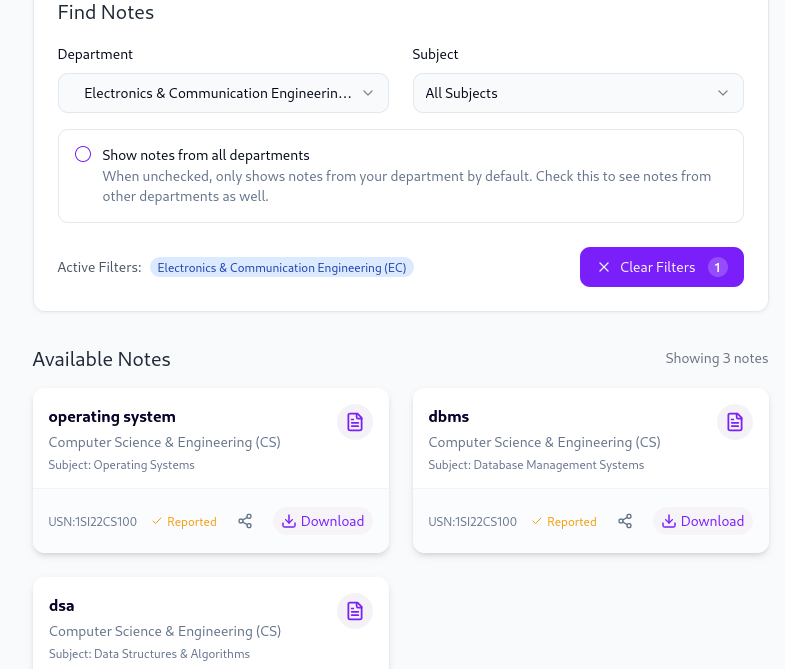 Find Notes
Department
Subject
Electronics & Communication Engineerin...
All Subjects
Show notes from all departments
When unchecked, only shows notes from your department by default. Check this to see notes from
other departments as well.
Active Filters: Electronics & Communication Engineering (EC)
Clear Filters 1
Available Notes
Showing 3 notes
operating system
Computer Science & Engineering (CS)
Subject: Operating Systems
USN:1SI22CS100 Reported Download
dbms
Computer Science & Engineering (CS)
Subject: Database Management Systems
USN:1SI22CS100 Reported Download
dsa
Computer Science & Engineering (CS)
Subject: Data Structures & Algorithms